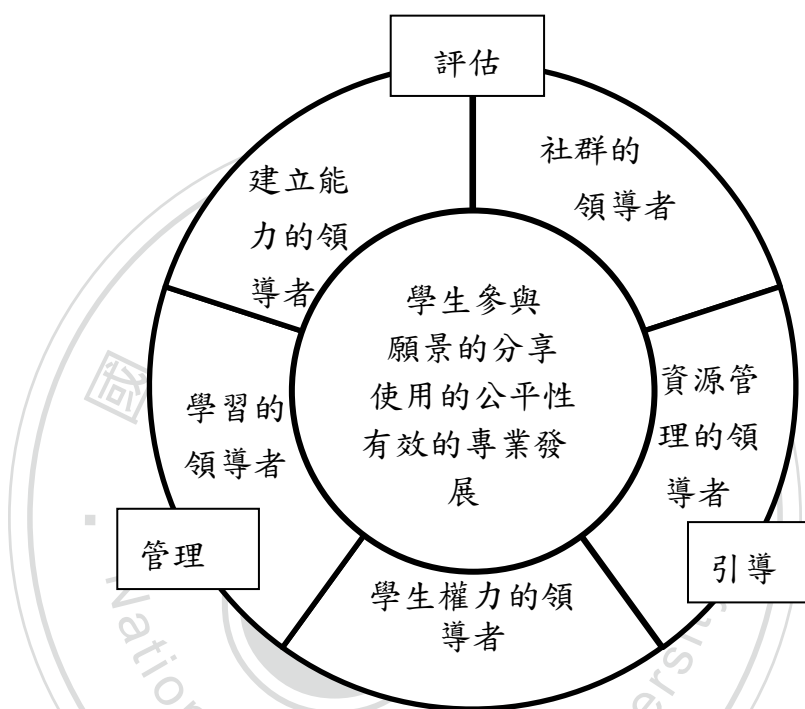 評估
社群的
領導者
建立能
力的領
導者
學生參與
願景的分享
使用的公平性
有效的專業發
展
資源管
理的領
導者
學習的
領導者
管理
引導
學生權力的領
導者
國
Nation
ersit